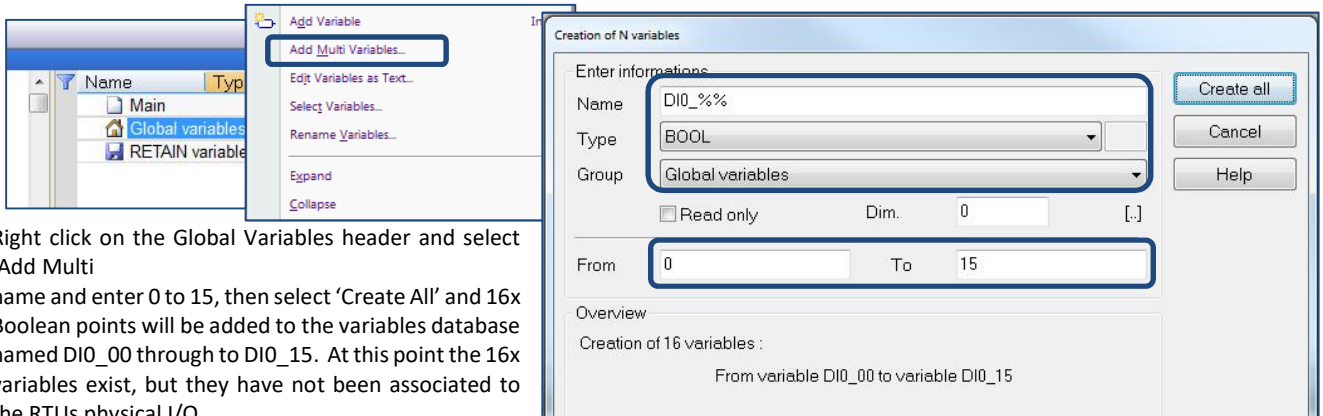 Name Typ
Main
Global variables
RETAIN variable
Add Variable In
Add Multi Variables...
Edit Variables as Text...
Select Variables...
Rename Variables...
Expand
Collapse
Right click on the Global Variables header and select
'Add Multi
name and enter 0 to 15, then select 'Create All' and 16x
Boolean points will be added to the variables database
named DI0_00 through to DI0_15. At this point the 16x
variables exist, but they have not been associated to
the RTUs physical I/O
Creation of N variables
Enter informations
Name DI0_%%
Type BOOL
Group Global variables
Read only Dim. 0 [..]
From 0 To 15
Create all
Cancel
Help
Overview
Creation of 16 variables :
From variable DI0_00 to variable DI0_15